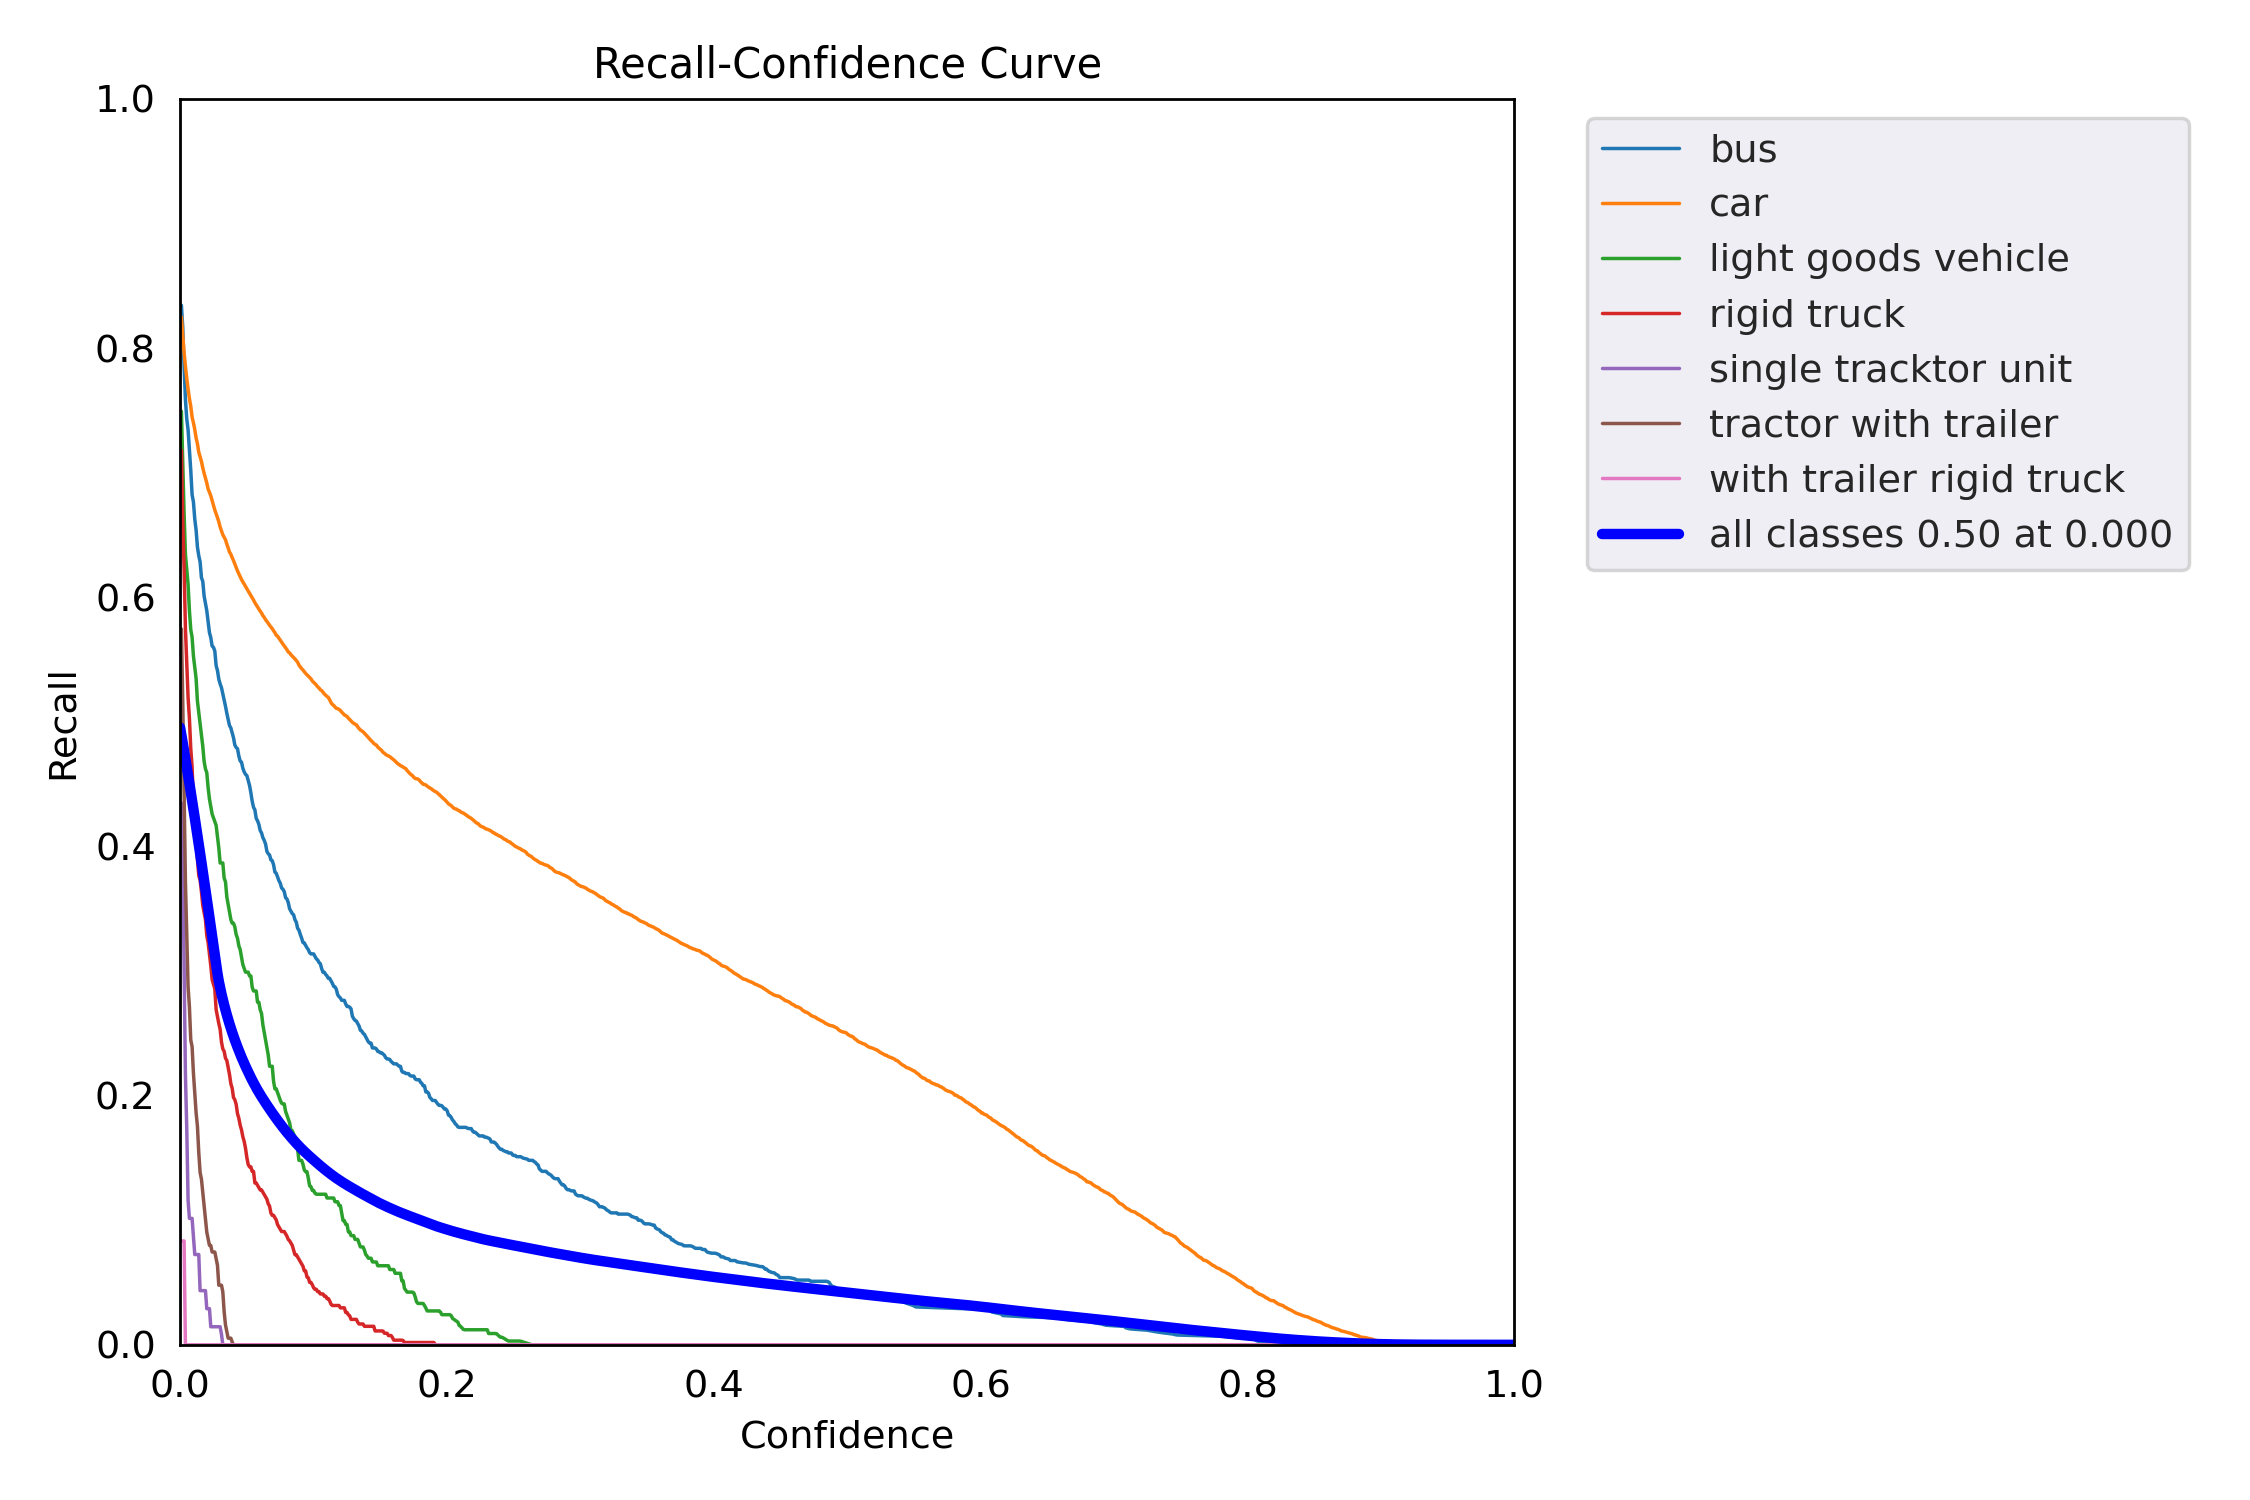 Recall-Confidence Curve
1.0
0.8
0.6
0.4
0.2
0.0
Recall
0.0 0.2 0.4 0.6 0.8 1.0
Confidence
bus
car
light goods vehicle
rigid truck
single tracktor unit
tractor with trailer
with trailer rigid truck
all classes 0.50 at 0.000